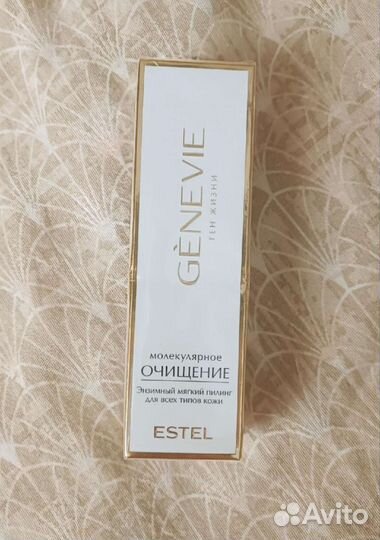 GÈNEVIE
ГЕН ЖИЗНИ
молекулярное
ОЧИЩЕНИЕ
Энзимный мягкий пилинг
для всех типов кожи
ESTEL
Avito